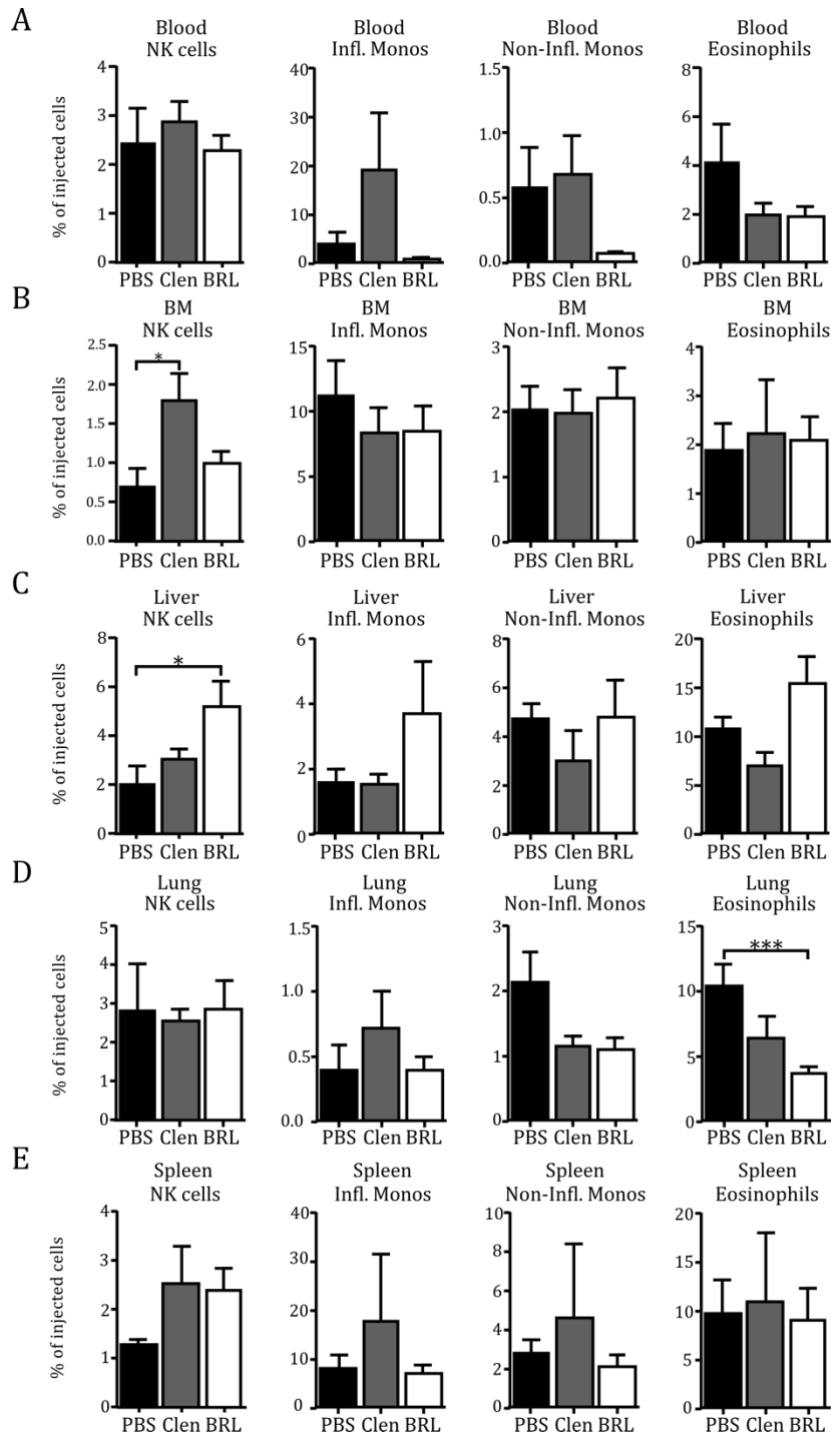 A
Blood
NK cells
Blood
Infl. Monos
Blood
Non-Infl. Monos
Blood
Eosinophils
% of injected cells
4
3
2
1
0
40
30
20
10
0
1.5
1.0
0.5
0.0
8
6
4
2
0
PBS Clen BRL
PBS Clen BRL
PBS Clen BRL
PBS Clen BRL
B
BM
NK cells
BM
Infl. Monos
BM
Non-Infl. Monos
BM
Eosinophils
% of injected cells
2.5
2.0
1.5
1.0
0.5
0.0
*
15
10
5
0
3
2
1
0
4
3
2
1
0
PBS Clen BRL
PBS Clen BRL
PBS Clen BRL
PBS Clen BRL
C
Liver
NK cells
Liver
Infl. Monos
Liver
Non-Infl. Monos
Liver
Eosinophils
% of injected cells
8
6
4
2
0
*
6
4
2
0
8
6
4
2
0
20
15
10
5
0
PBS Clen BRL
PBS Clen BRL
PBS Clen BRL
PBS Clen BRL
D
Lung
NK cells
Lung
Infl. Monos
Lung
Non-Infl. Monos
Lung
Eosinophils
% of injected cells
5
4
3
2
1
0
1.5
1.0
0.5
0.0
3
2
1
0
15
10
5
0
***
PBS Clen BRL
PBS Clen BRL
PBS Clen BRL
PBS Clen BRL
E
Spleen
NK cells
Spleen
Infl. Monos
Spleen
Non-Infl. Monos
Spleen
Eosinophils
% of injected cells
4
3
2
1
0
40
30
20
10
0
10
8
6
4
2
0
20
15
10
5
0
PBS Clen BRL
PBS Clen BRL
PBS Clen BRL
PBS Clen BRL